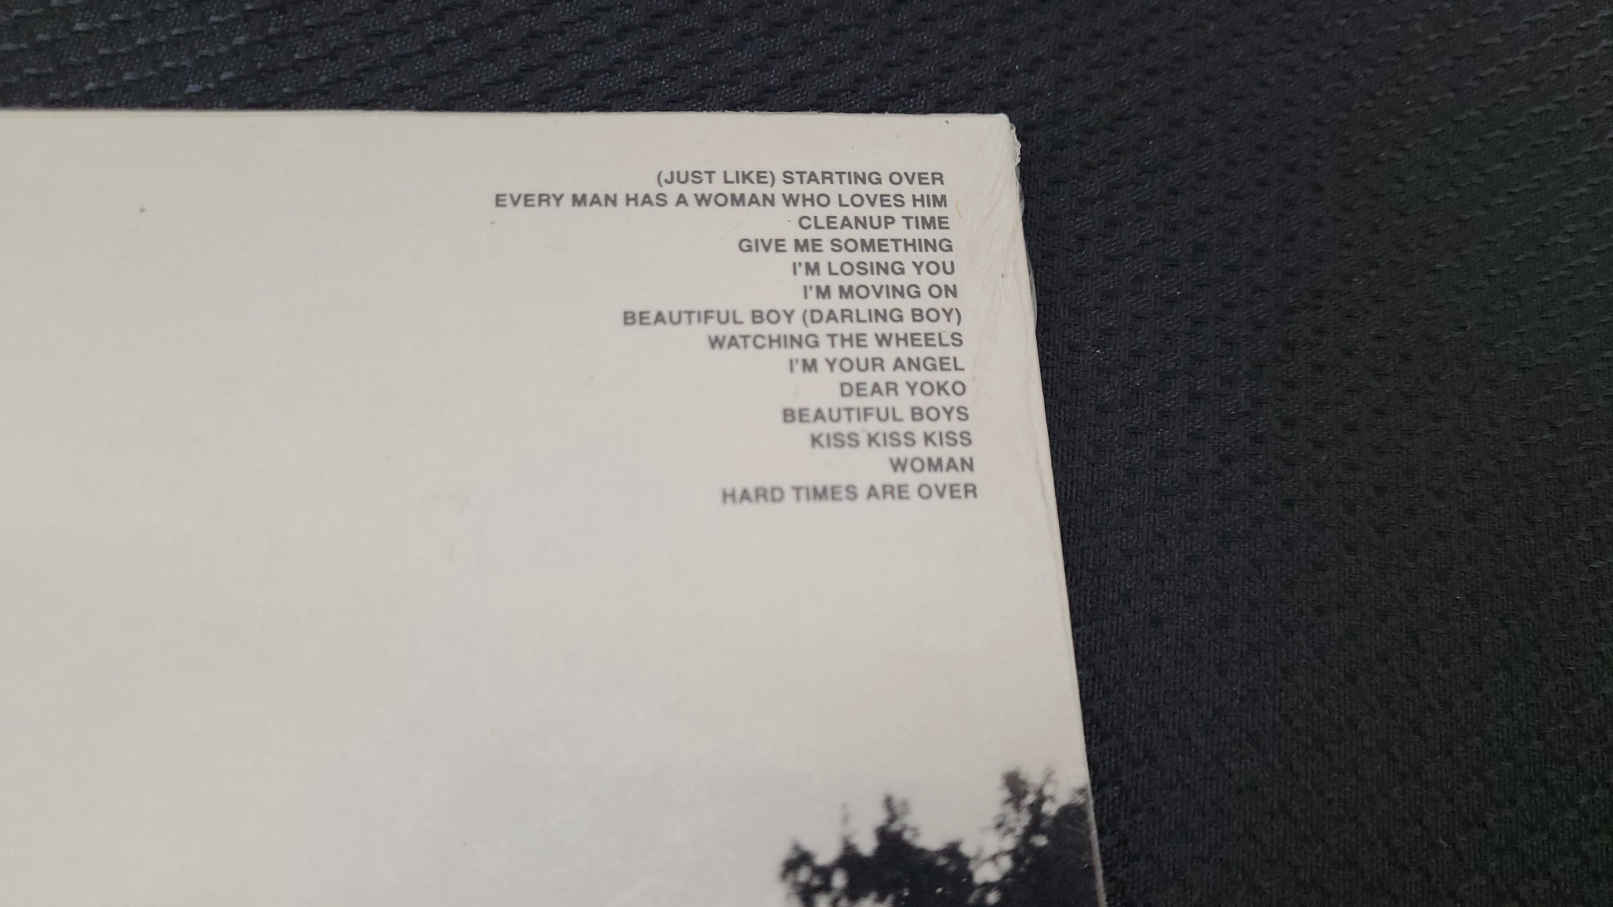 (JUST LIKE) STARTING OVER
EVERY MAN HAS A WOMAN WHO LOVES HIM
CLEANUP TIME
GIVE ME SOMETHING
I'M LOSING YOU
I'M MOVING ON
BEAUTIFUL BOY (DARLING BOY)
WATCHING THE WHEELS
I'M YOUR ANGEL
DEAR YOKO
BEAUTIFUL BOYS
KISS KISS KISS
WOMAN
HARD TIMES ARE OVER